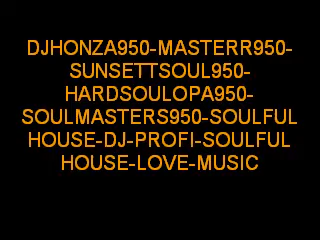 DJHONZA950-MASTERR950-
SUNSETTSOUL950-
HARDSOULOPA950-
SOULMASTERS950-SOULFUL
HOUSE-DJ-PROFI-SOULFUL
HOUSE-LOVE-MUSIC